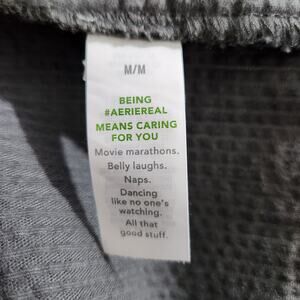 M/M
BEING
#AERIEREAL
MEANS CARING
FOR YOU
Movie marathons.
Belly laughs.
Naps.
Dancing
like no one's
watching.
All that
good stuff.